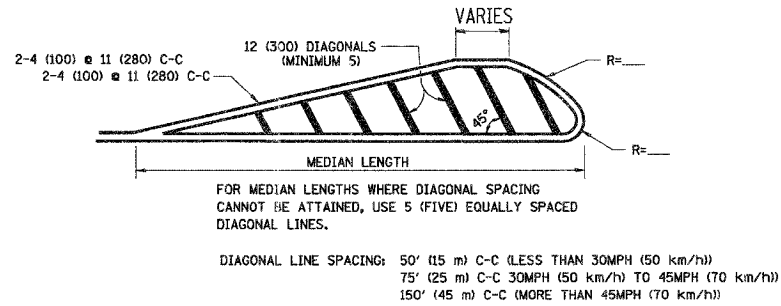 VARIES
2-4 (100) @ 11 (280) C-C
2-4 (100) @ 11 (280) C-C
12 (300) DIAGONALS
(MINIMUM 5)
R=___
45°
R=___
MEDIAN LENGTH
FOR MEDIAN LENGTHS WHERE DIAGONAL SPACING
CANNOT BE ATTAINED, USE 5 (FIVE) EQUALLY SPACED
DIAGONAL LINES.
DIAGONAL LINE SPACING: 50' (15 m) C-C (LESS THAN 30MPH (50 km/h))
75' (25 m) C-C 30MPH (50 km/h) TO 45MPH (70 km/h))
150' (45 m) C-C (MORE THAN 45MPH (70 km/h))